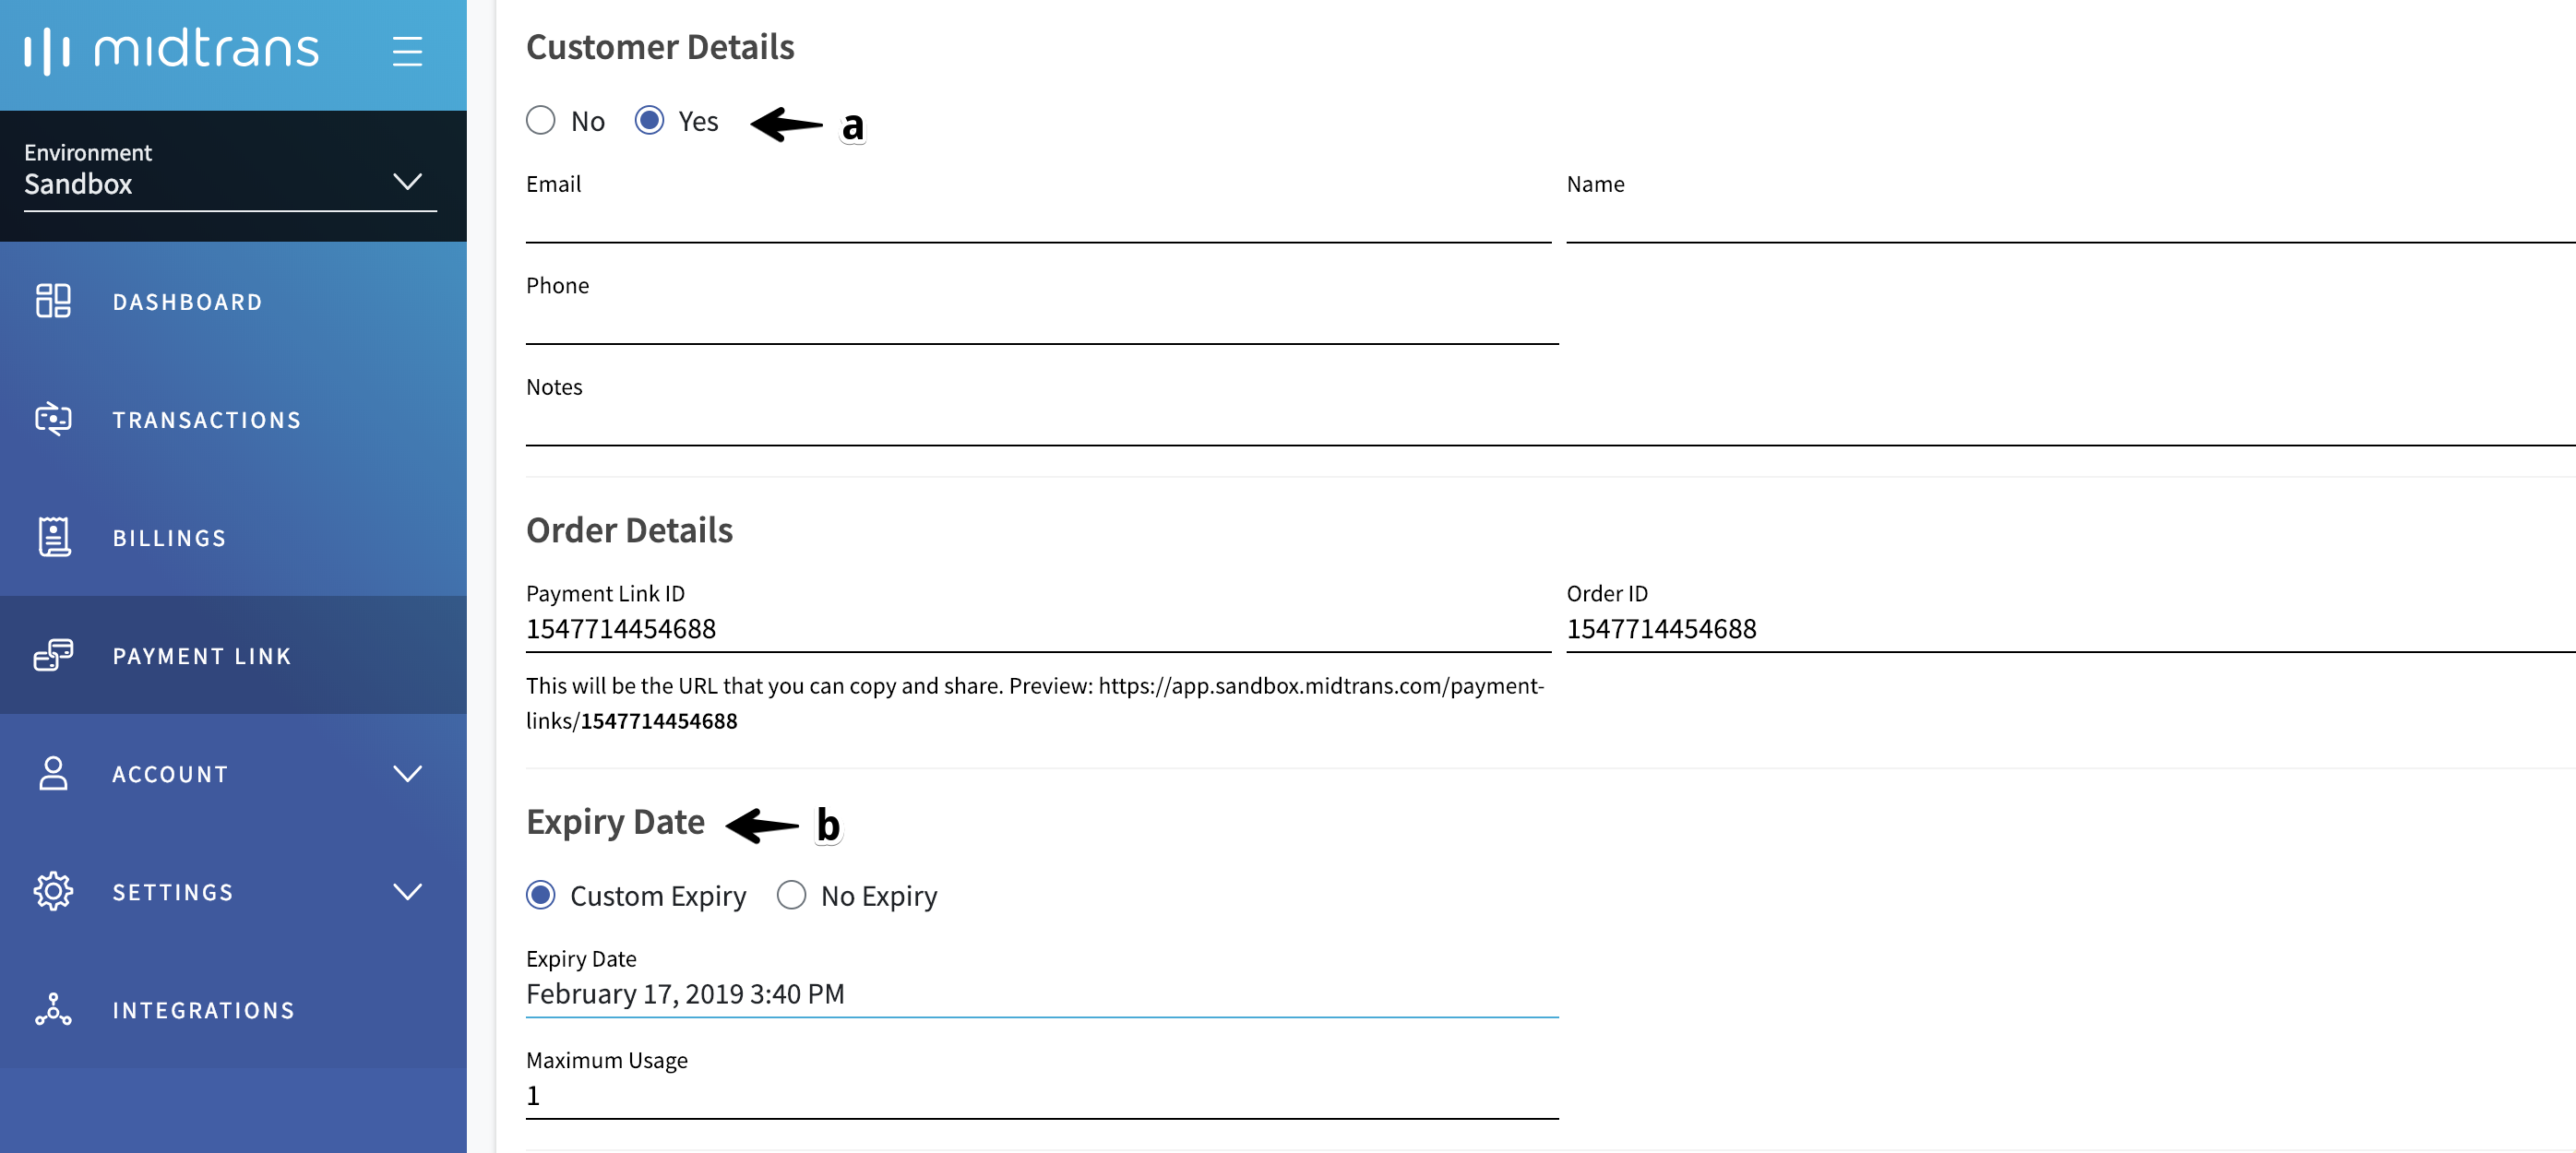 midtrans
Environment
Sandbox
DASHBOARD
TRANSACTIONS
BILLINGS
PAYMENT LINK
ACCOUNT
SETTINGS
INTEGRATIONS
Customer Details
No Yes a
Email Name
Phone
Notes
Order Details
Payment Link ID Order ID
1547714454688 1547714454688
This will be the URL that you can copy and share. Preview: https://app.sandbox.midtrans.com/payment-
links/1547714454688
Expiry Date b
Custom Expiry No Expiry
Expiry Date
February 17, 2019 3:40 PM
Maximum Usage
1